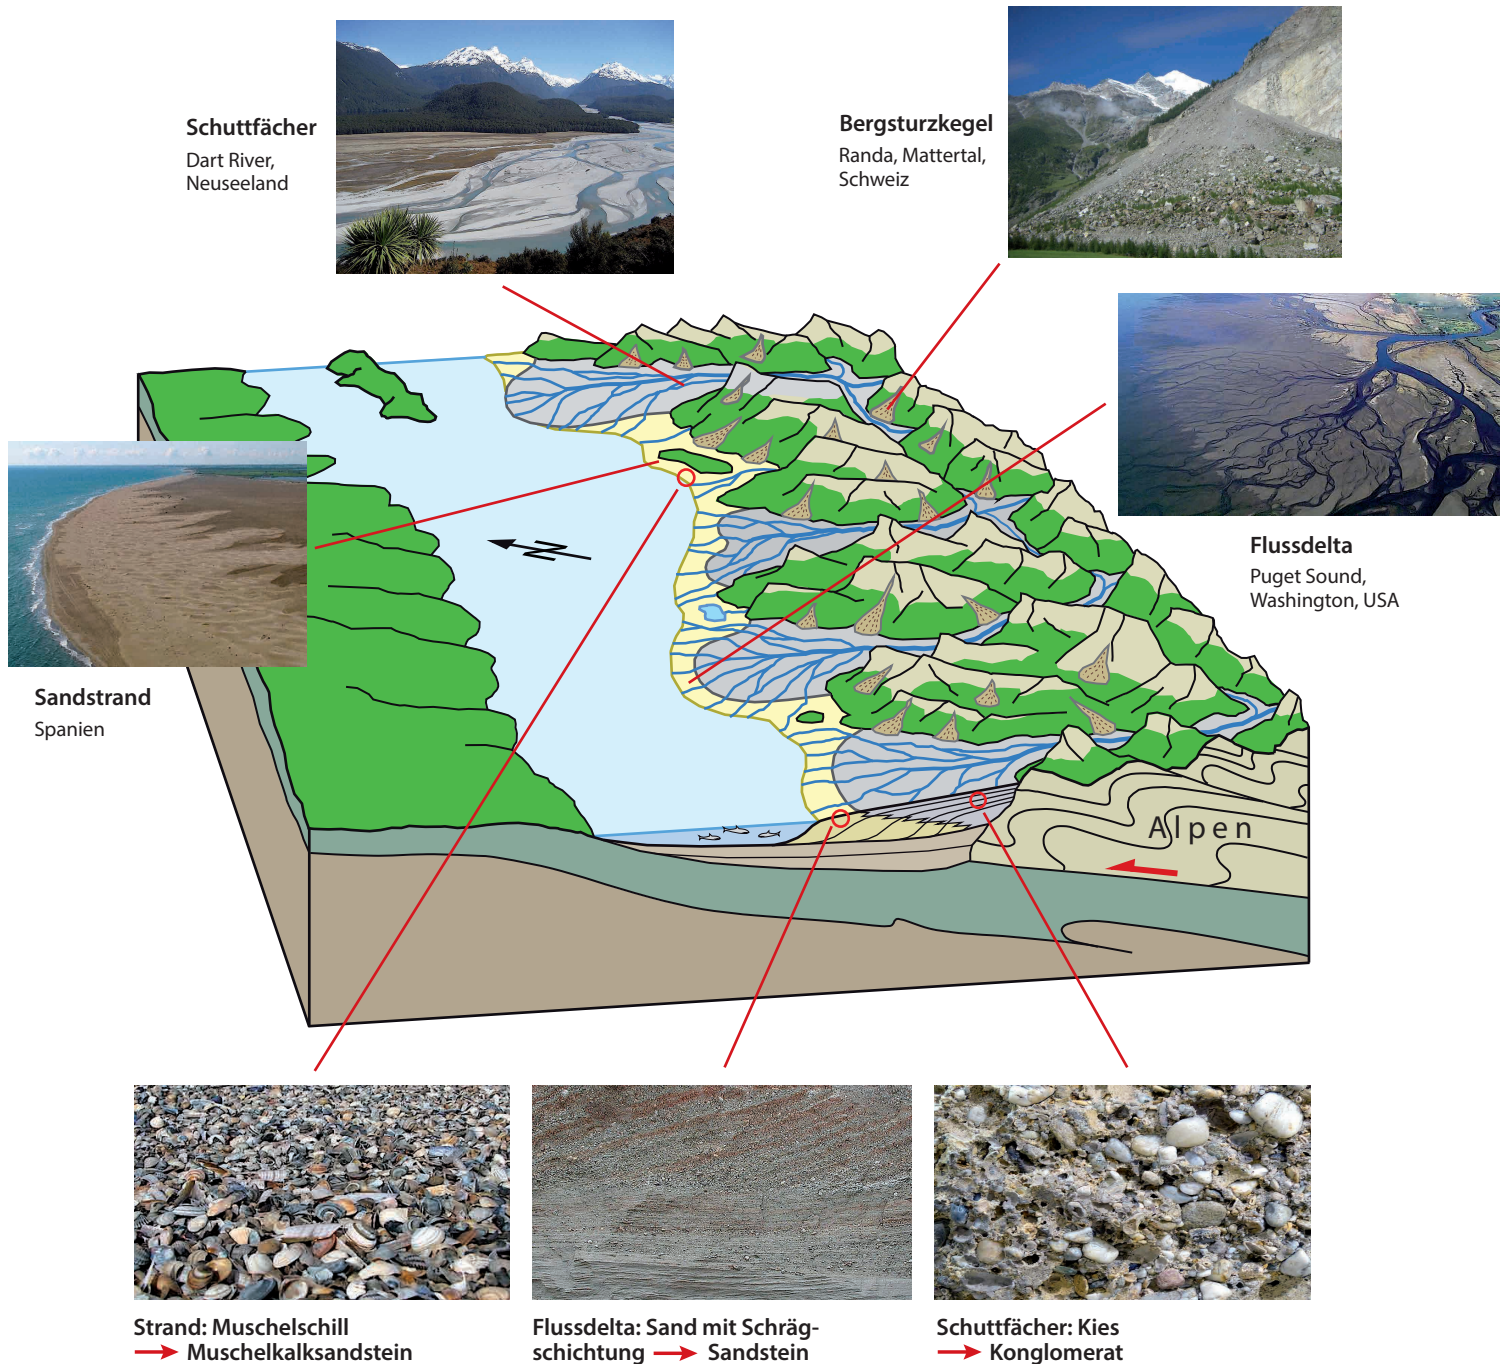 Schuttfächer
Dart River,
Neuseeland
Bergsturzkegel
Randa, Mattertal,
Schweiz
Flussdelta
Puget Sound,
Washington, USA
N
Sandstrand
Spanien
Alpen
Strand: Muschelschill
→ Muschelkalksandstein
Flussdelta: Sand mit Schräg-
schichtung → Sandstein
Schuttfächer: Kies
→ Konglomerat